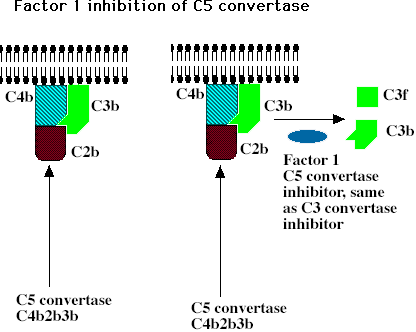 Factor 1 inhibition of C5 convertase
C4b
C3b
C2b
C5 convertase
C4b2b3b
C4b
C3b
C2b
C5 convertase
C4b2b3b
C3f
C3b
Factor 1
C5 convertase
inhibitor, same
as C3 convertase
inhibitor